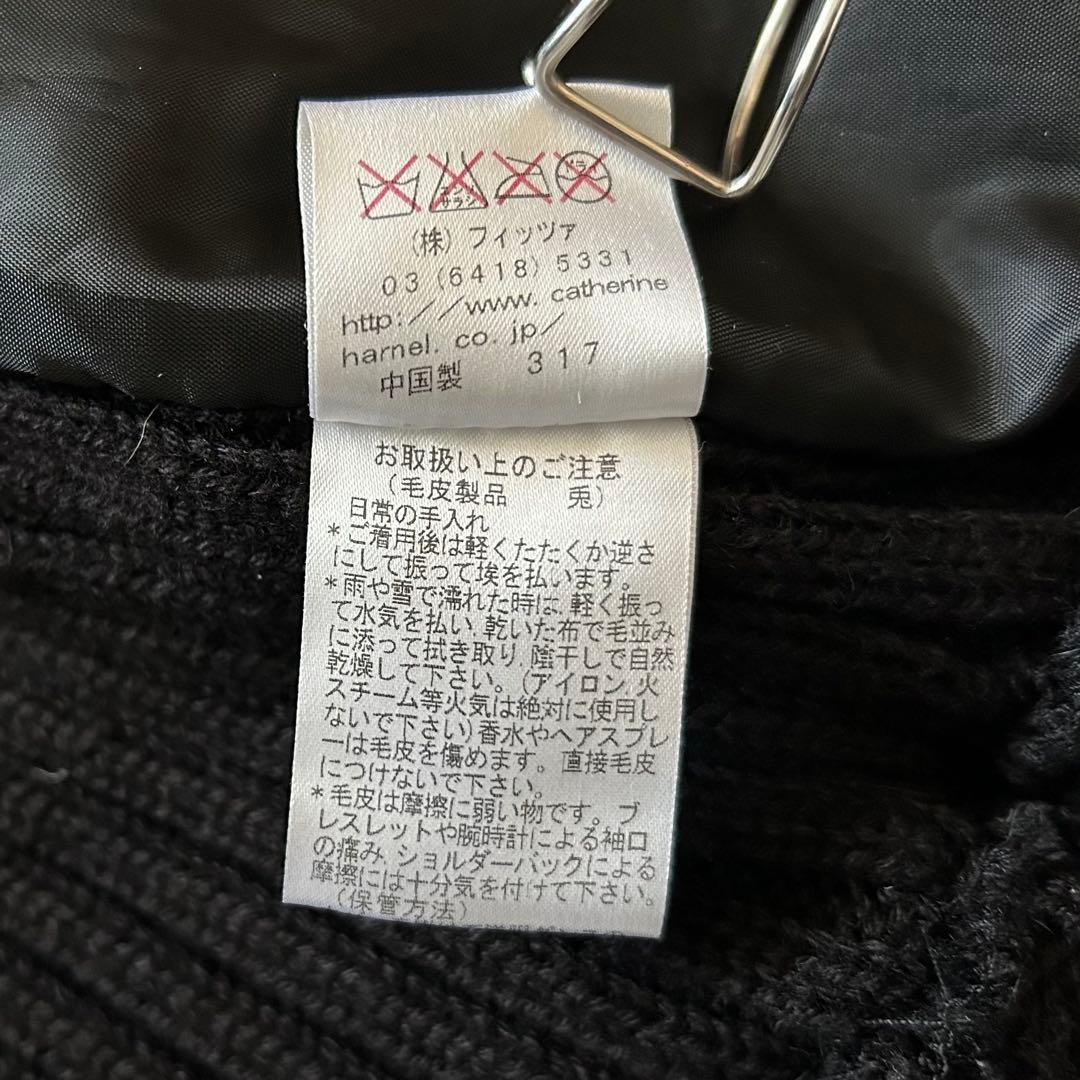 エンソ
サラシ
ドライ
(株) フィッツァ
03 (6418) 5331
http://www.catherine
harnel.co.jp/
中国製 317
お取扱い上のご注意
(毛皮製品 兎)
日常の手入れ
*ご着用後は軽くたたくか逆さ
にして振って埃を払います。
*雨や雪で濡れた時は、軽く振っ
て水気を払い、乾いた布で毛並み
に添って拭き取り、陰干しで自然
乾燥して下さい。(アイロン、火
スチーム等火気は絶対に使用し
ないで下さい)香水やヘアスプレ
ーは毛皮を傷めます。直接毛皮
につけないで下さい。
*毛皮は摩擦に弱い物です。ブ
レスレットや腕時計による袖口
の痛み、ショルダーバックによる
摩擦には十分気を付けて下さい。
(保管方法)